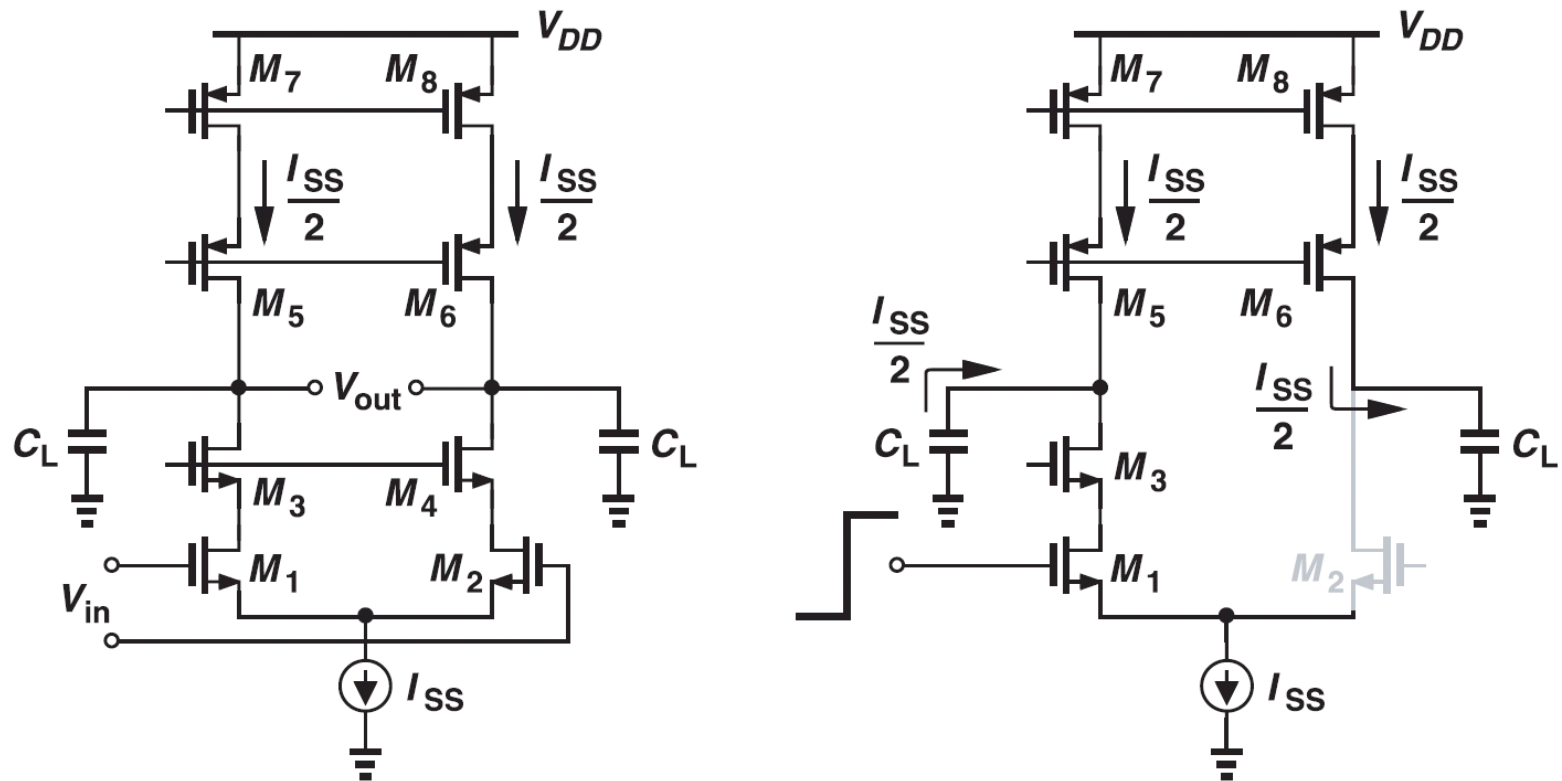 V_DD
M_7 M_8
I_SS/2 I_SS/2
M_5 M_6
V_out
C_L C_L
M_3 M_4
M_1 M_2
V_in
I_SS
V_DD
M_7 M_8
I_SS/2 I_SS/2
M_5 M_6
I_SS/2 I_SS/2
C_L C_L
M_3
M_1 M_2
I_SS